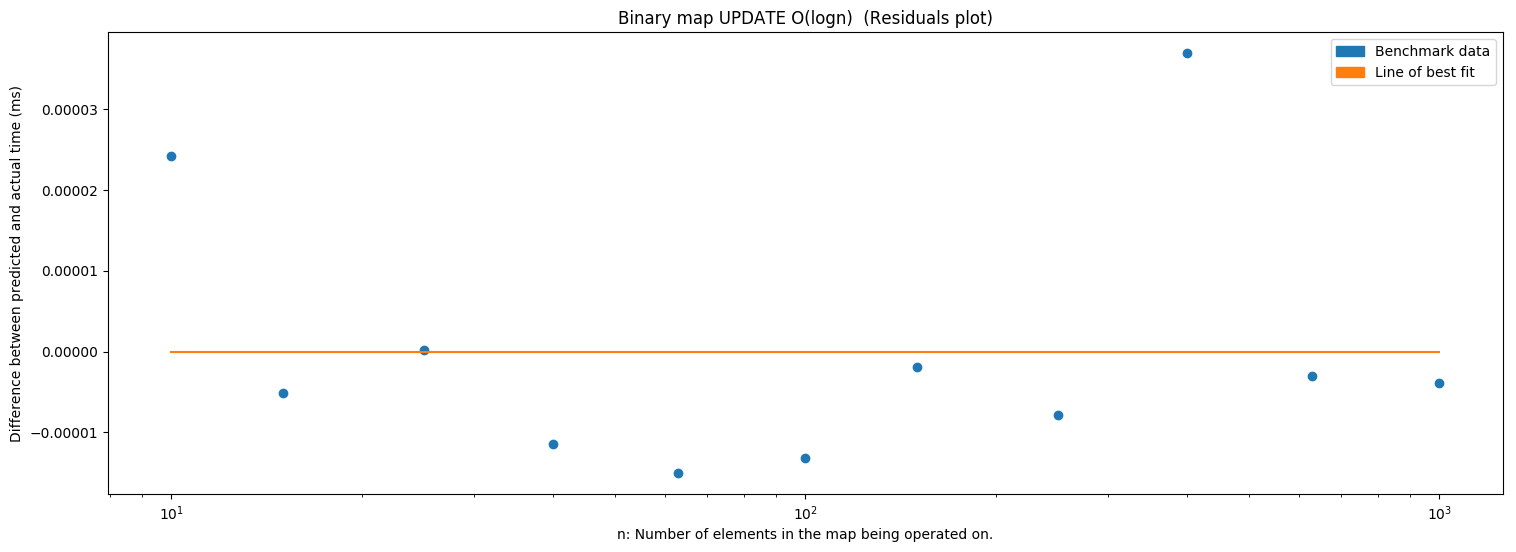 Binary map UPDATE O(logn)  (Residuals plot)
Benchmark data
Line of best fit
Difference between predicted and actual time (ms)
0.00003
0.00002
0.00001
0.00000
−0.00001
10¹
10²
10³
n: Number of elements in the map being operated on.